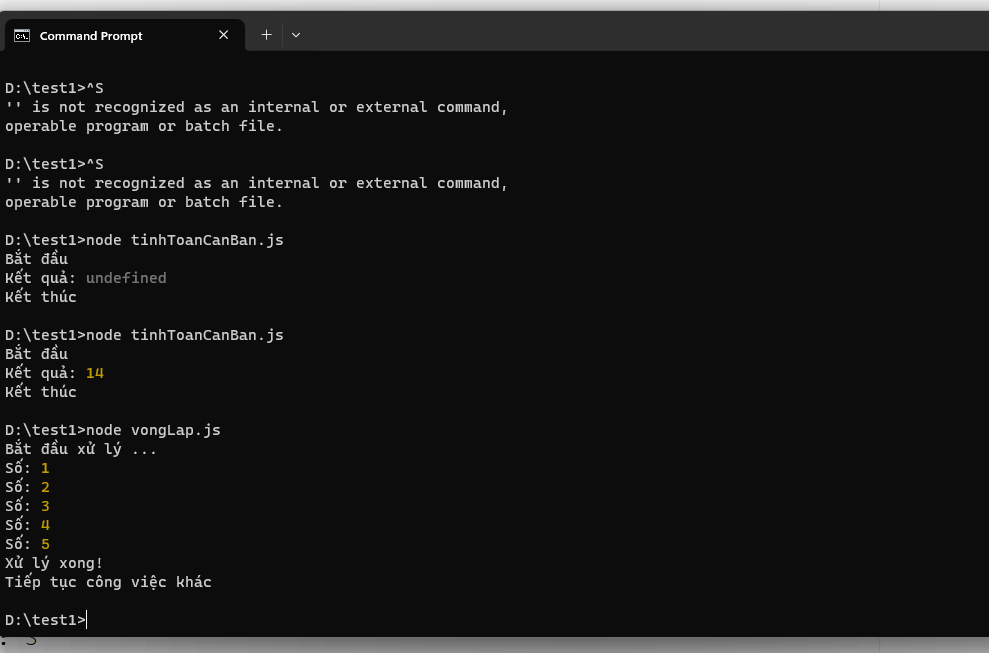 Command Prompt
D:\test1>^S
'' is not recognized as an internal or external command,
operable program or batch file.
D:\test1>^S
'' is not recognized as an internal or external command,
operable program or batch file.
D:\test1>node tinhToanCanBan.js
Bắt đầu
Kết quả: undefined
Kết thúc
D:\test1>node tinhToanCanBan.js
Bắt đầu
Kết quả: 14
Kết thúc
D:\test1>node vongLap.js
Bắt đầu xử lý ...
Số: 1
Số: 2
Số: 3
Số: 4
Số: 5
Xử lý xong!
Tiếp tục công việc khác
D:\test1>